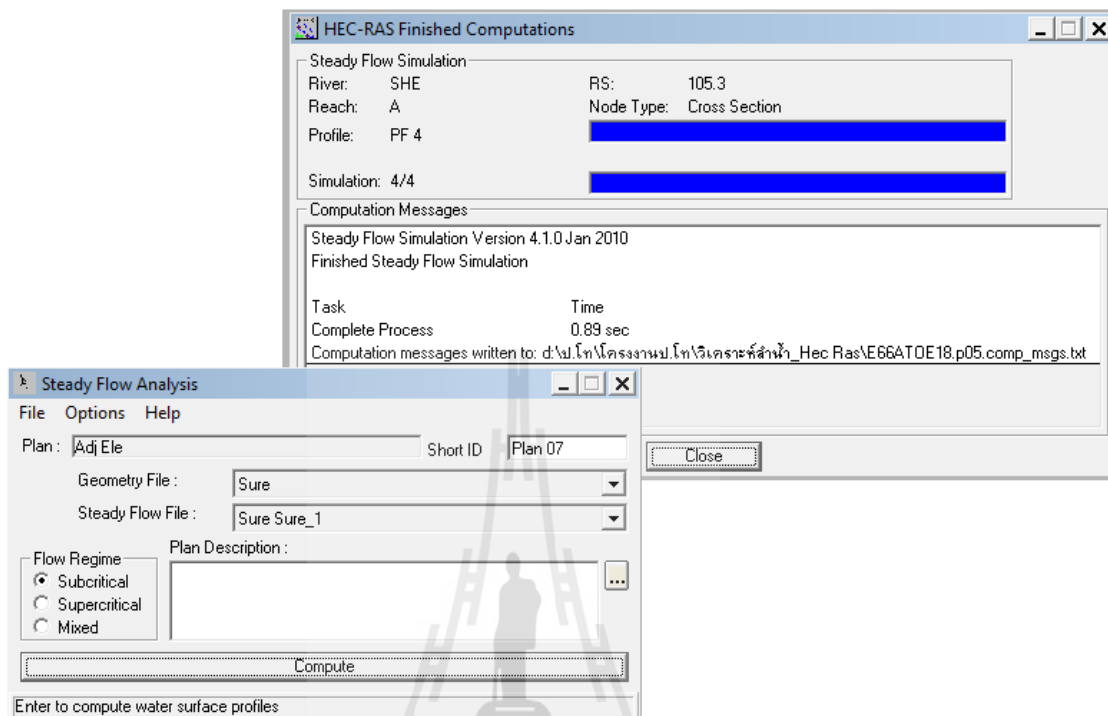 HEC-RAS Finished Computations
Steady Flow Simulation
River: SHE RS: 105.3
Reach: A Node Type: Cross Section
Profile: PF 4
Simulation: 4/4
Computation Messages
Steady Flow Simulation Version 4.1.0 Jan 2010
Finished Steady Flow Simulation
Task Time
Complete Process 0.89 sec
Computation messages written to: d:\ป.โท\โครงงานป.โท\วิเคราะห์ลำน้ำ_Hec Ras\E66ATOE18.p05.comp_msgs.txt
Close
Steady Flow Analysis
File Options Help
Plan : Adj Ele Short ID Plan 07
Geometry File : Sure
Steady Flow File : Sure Sure_1
Flow Regime Plan Description :
Subcritical
...
Supercritical
Mixed
Compute
Enter to compute water surface profiles